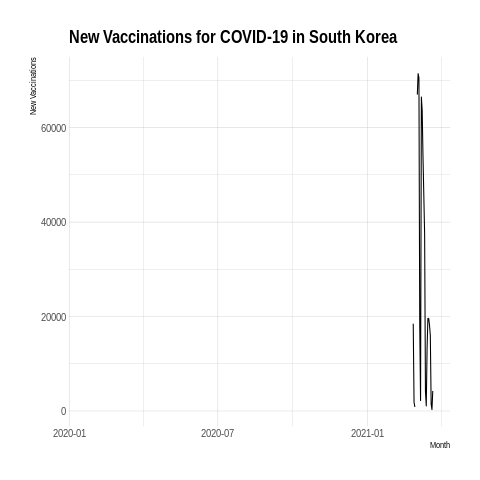 New Vaccinations for COVID-19 in South Korea
New Vaccinations
60000
40000
20000
0
2020-01 2020-07 2021-01
Month